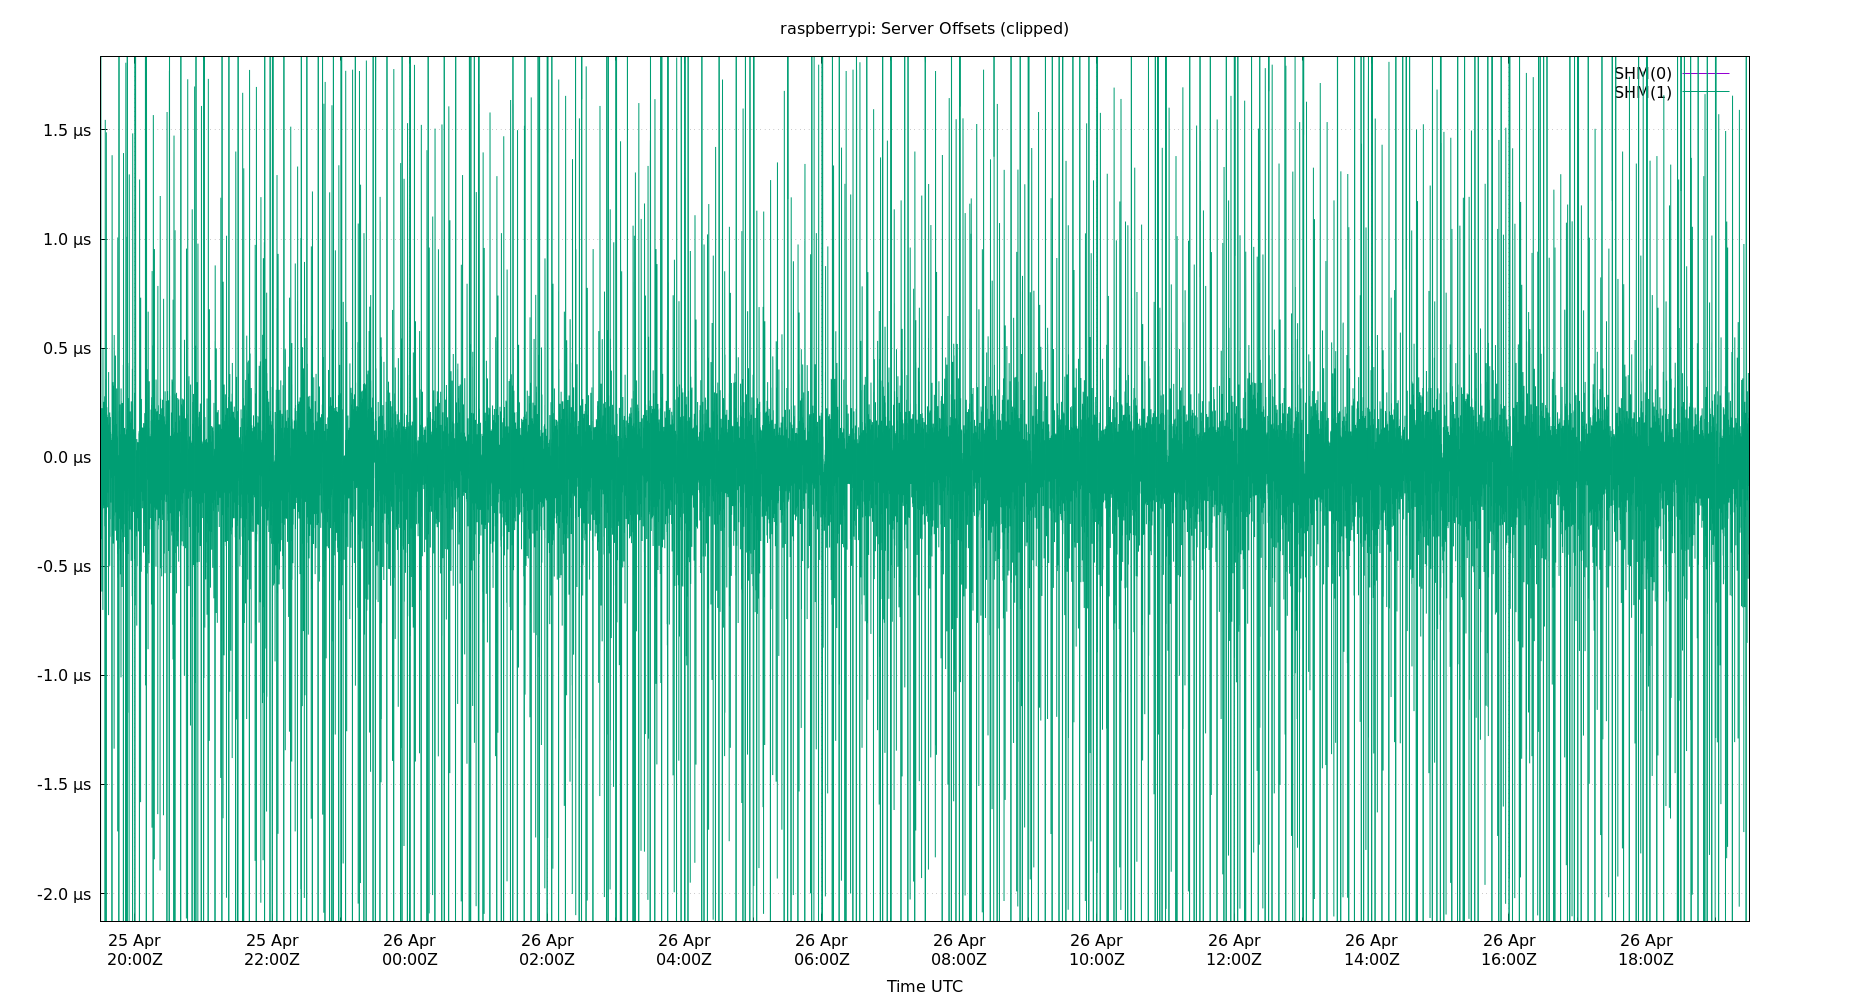 raspberrypi: Server Offsets (clipped)
SHM(0)
SHM(1)
1.5 µs
1.0 µs
0.5 µs
0.0 µs
-0.5 µs
-1.0 µs
-1.5 µs
-2.0 µs
25 Apr 25 Apr 26 Apr 26 Apr 26 Apr 26 Apr 26 Apr 26 Apr 26 Apr 26 Apr 26 Apr 26 Apr
20:00Z 22:00Z 00:00Z 02:00Z 04:00Z 06:00Z 08:00Z 10:00Z 12:00Z 14:00Z 16:00Z 18:00Z
Time UTC